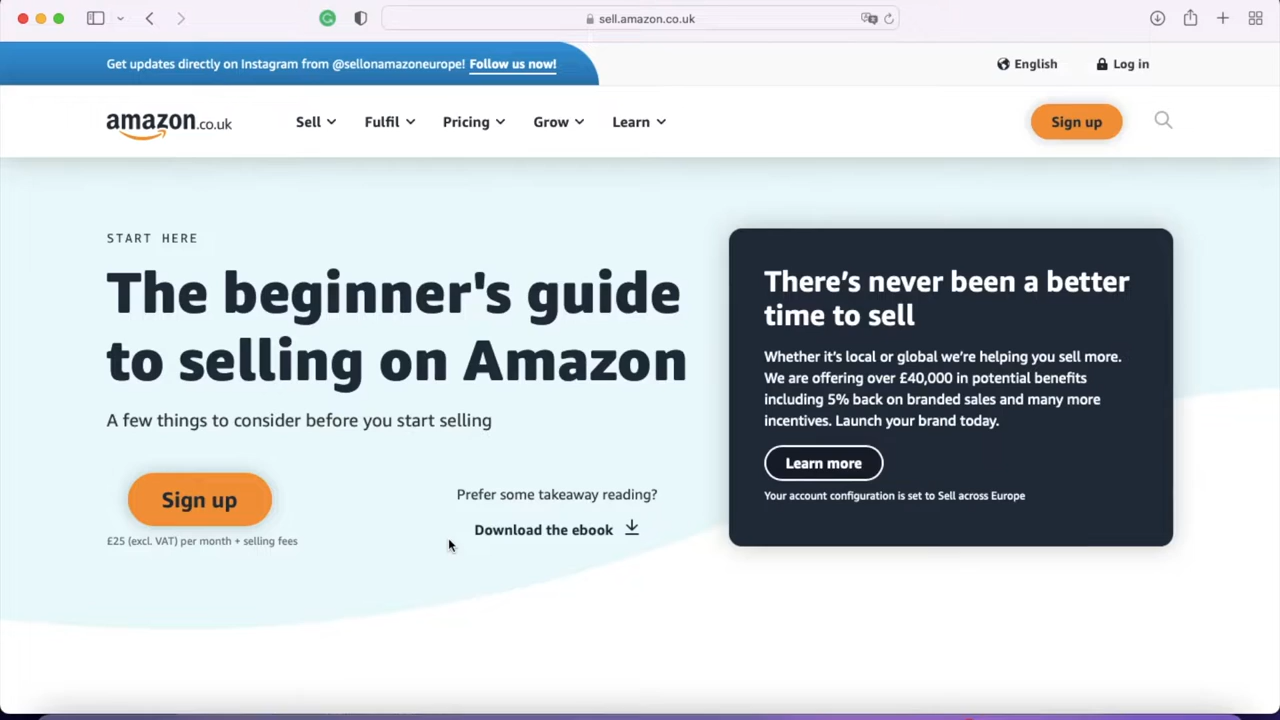 sell.amazon.co.uk
Get updates directly on Instagram from @sellonamazoneurope! Follow us now!
English
Log in
amazon.co.uk
Sell
Fulfil
Pricing
Grow
Learn
Sign up
START HERE
The beginner's guide
to selling on Amazon
A few things to consider before you start selling
Sign up
£25 (excl. VAT) per month + selling fees
Prefer some takeaway reading?
Download the ebook
There's never been a better
time to sell
Whether it's local or global we're helping you sell more.
We are offering over £40,000 in potential benefits
including 5% back on branded sales and many more
incentives. Launch your brand today.
Learn more
Your account configuration is set to Sell across Europe